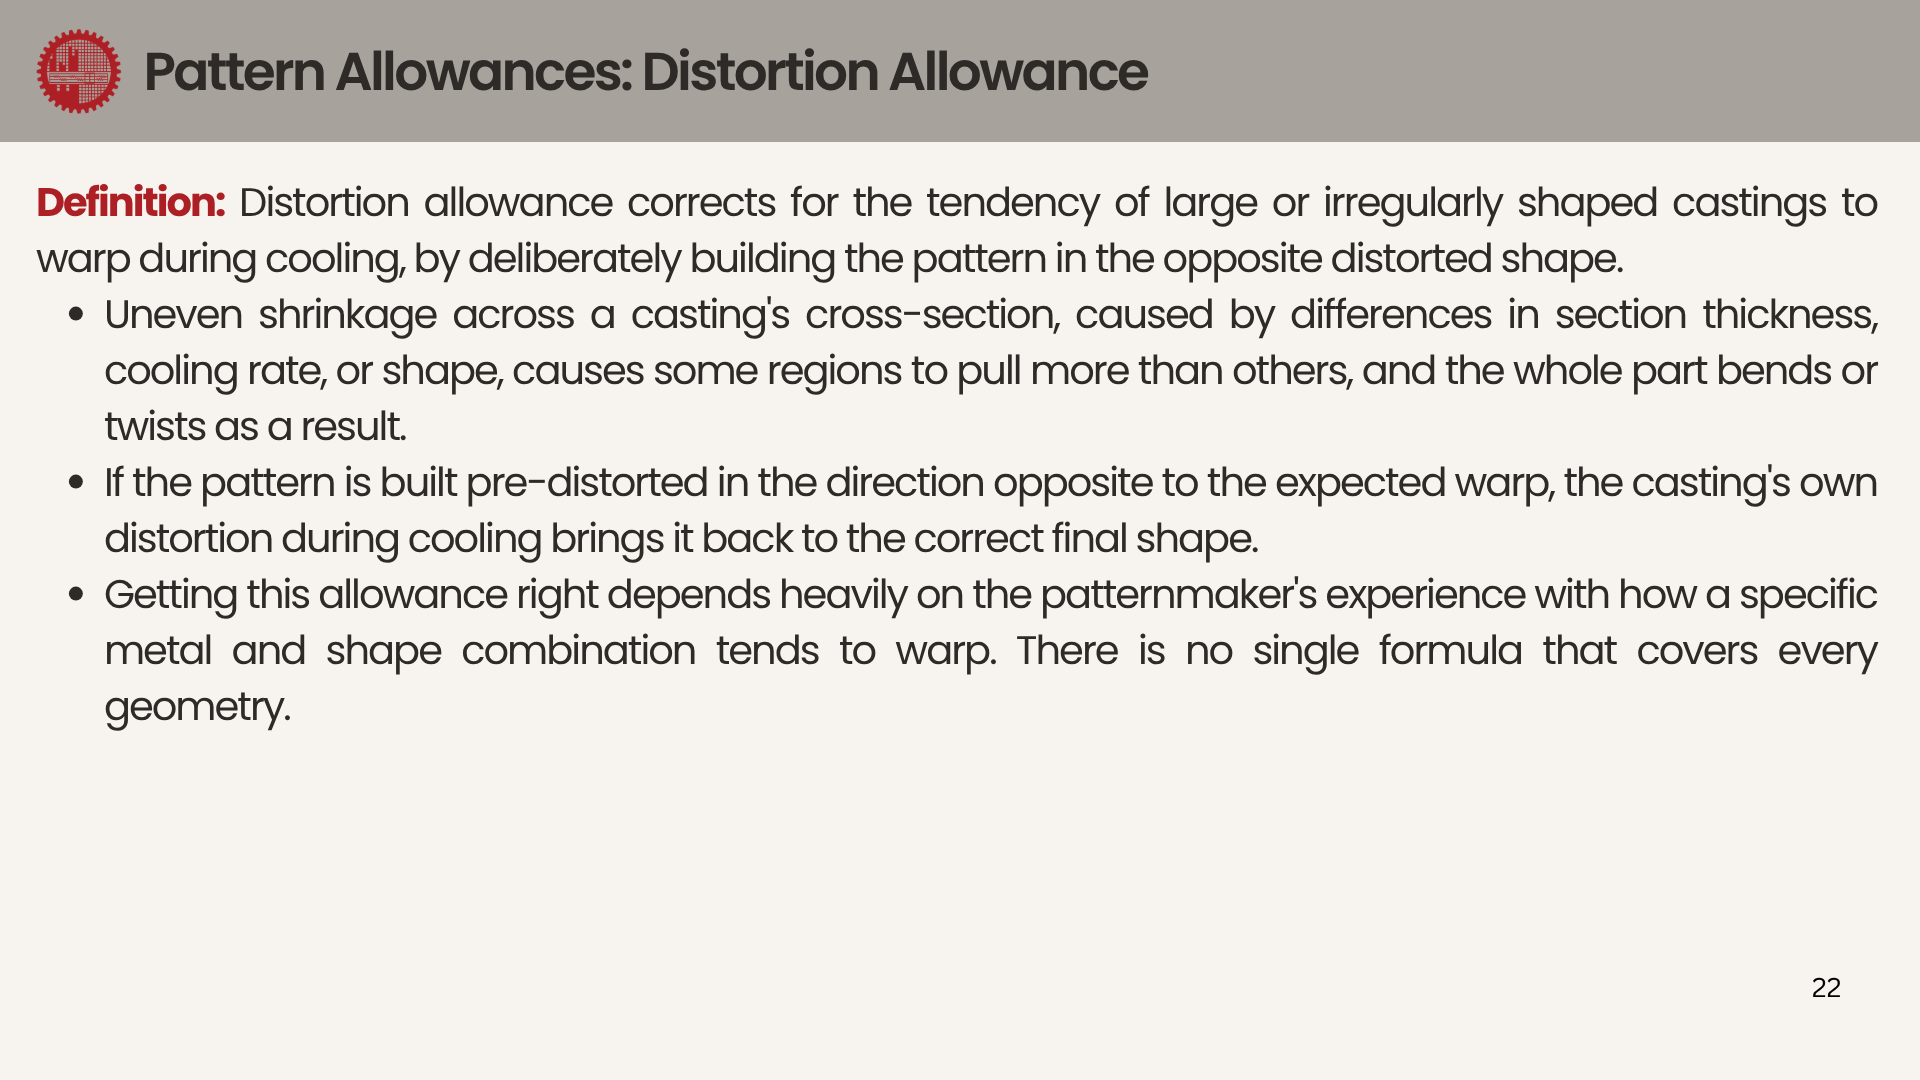 Pattern Allowances: Distortion Allowance
Definition: Distortion allowance corrects for the tendency of large or irregularly shaped castings to
warp during cooling, by deliberately building the pattern in the opposite distorted shape.
• Uneven shrinkage across a casting's cross-section, caused by differences in section thickness,
cooling rate, or shape, causes some regions to pull more than others, and the whole part bends or
twists as a result.
• If the pattern is built pre-distorted in the direction opposite to the expected warp, the casting's own
distortion during cooling brings it back to the correct final shape.
• Getting this allowance right depends heavily on the patternmaker's experience with how a specific
metal and shape combination tends to warp. There is no single formula that covers every
geometry.
22